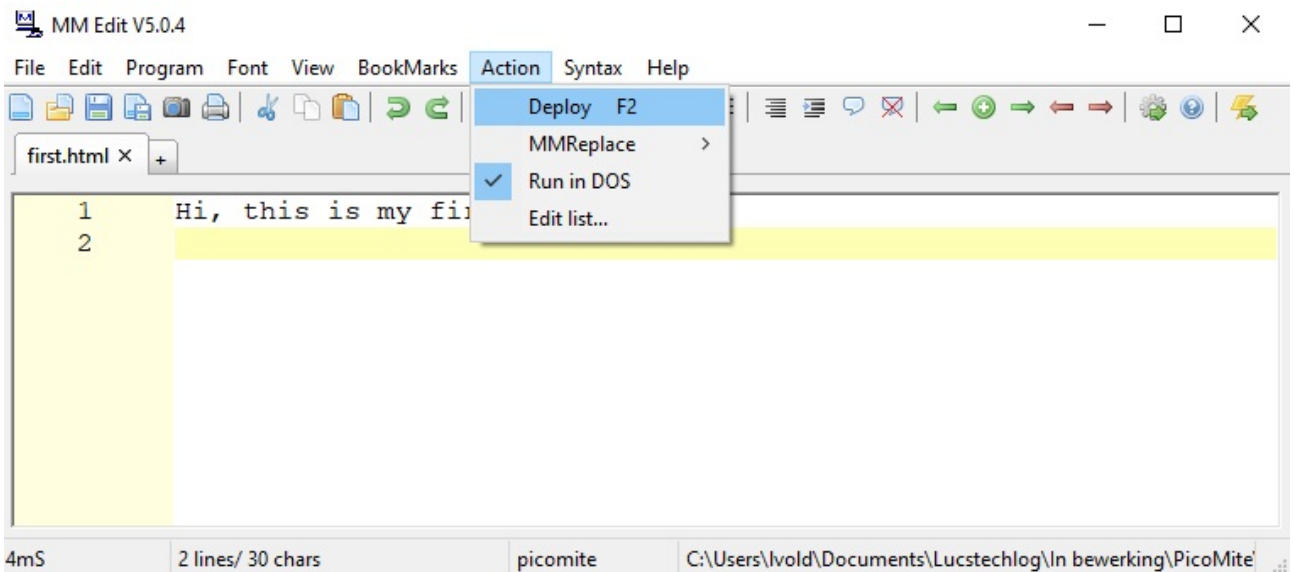 MM Edit V5.0.4
File Edit Program Font View BookMarks Action Syntax Help
Deploy F2
first.html × +
MMReplace >
Run in DOS
Edit list...
1 Hi, this is my
2
4mS 2 lines/ 30 chars picomite C:\Users\lvold\Documents\Lucstechlog\In bewerking\PicoMite